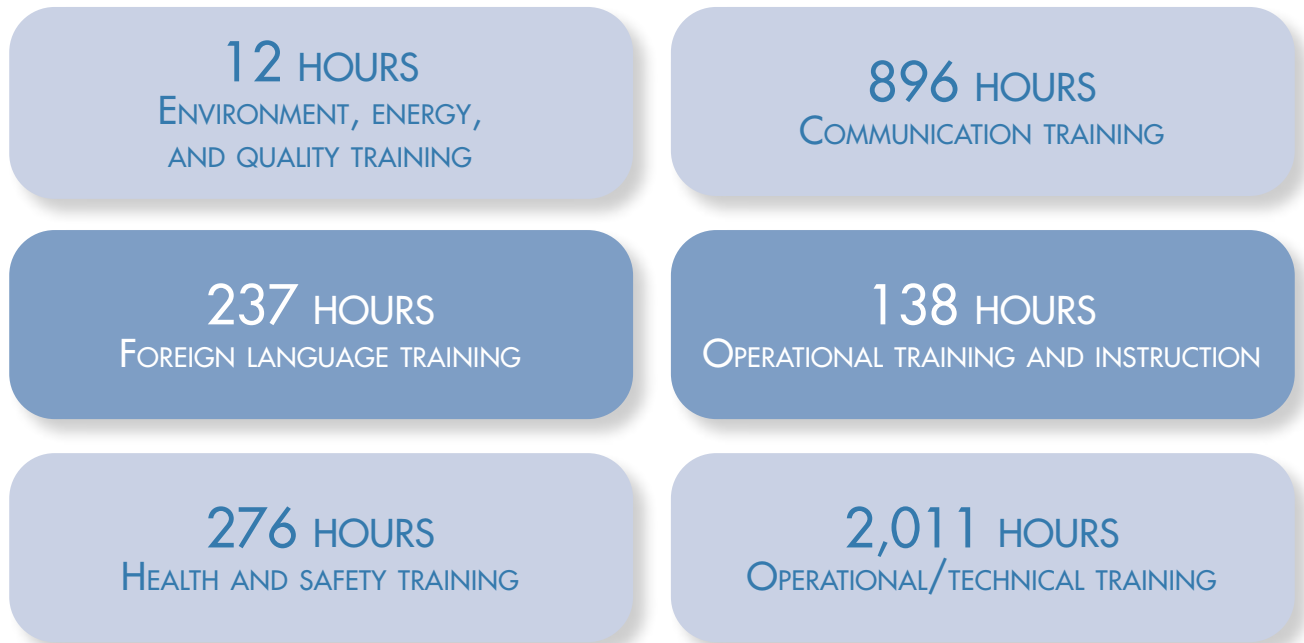 12 HOURS
ENVIRONMENT, ENERGY,
AND QUALITY TRAINING
896 HOURS
COMMUNICATION TRAINING
237 HOURS
FOREIGN LANGUAGE TRAINING
138 HOURS
OPERATIONAL TRAINING AND INSTRUCTION
276 HOURS
HEALTH AND SAFETY TRAINING
2,011 HOURS
OPERATIONAL/TECHNICAL TRAINING